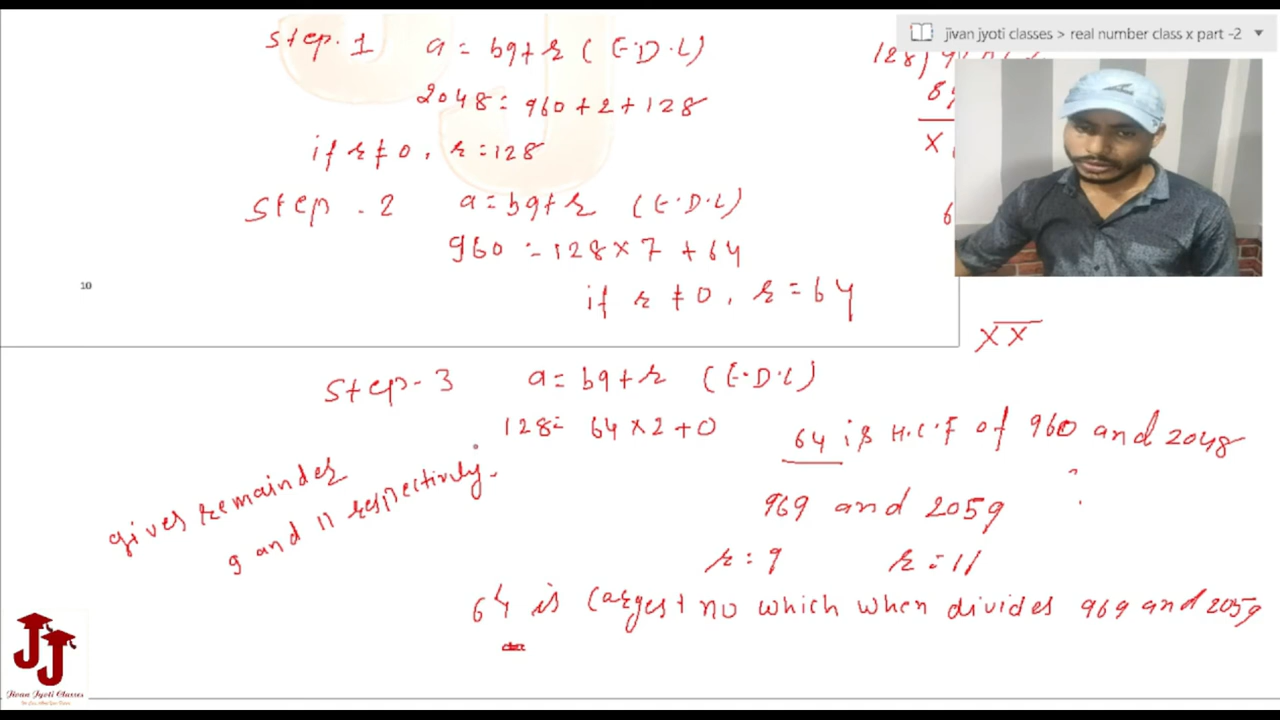 jivan jyoti classes > real number class x part -2
Step. 1 a = bq + r ( E.D.L)
2048 = 960 + 2 + 128
if r ≠ 0, r = 128
Step - 2 a = bq + r (E.D.L)
960 = 128 × 7 + 64
if r ≠ 0, r = 64
10
X X
Step - 3 a = bq + r (E.D.L)
128 = 64 × 2 + 0
64 is H.C.F of 960 and 2048
969 and 2059
r = 9 r = 11
64 is largest no which when divides 969 and 2059
gives remainder
9 and 11 respectively.
JJ
Jivan Jyoti Classes